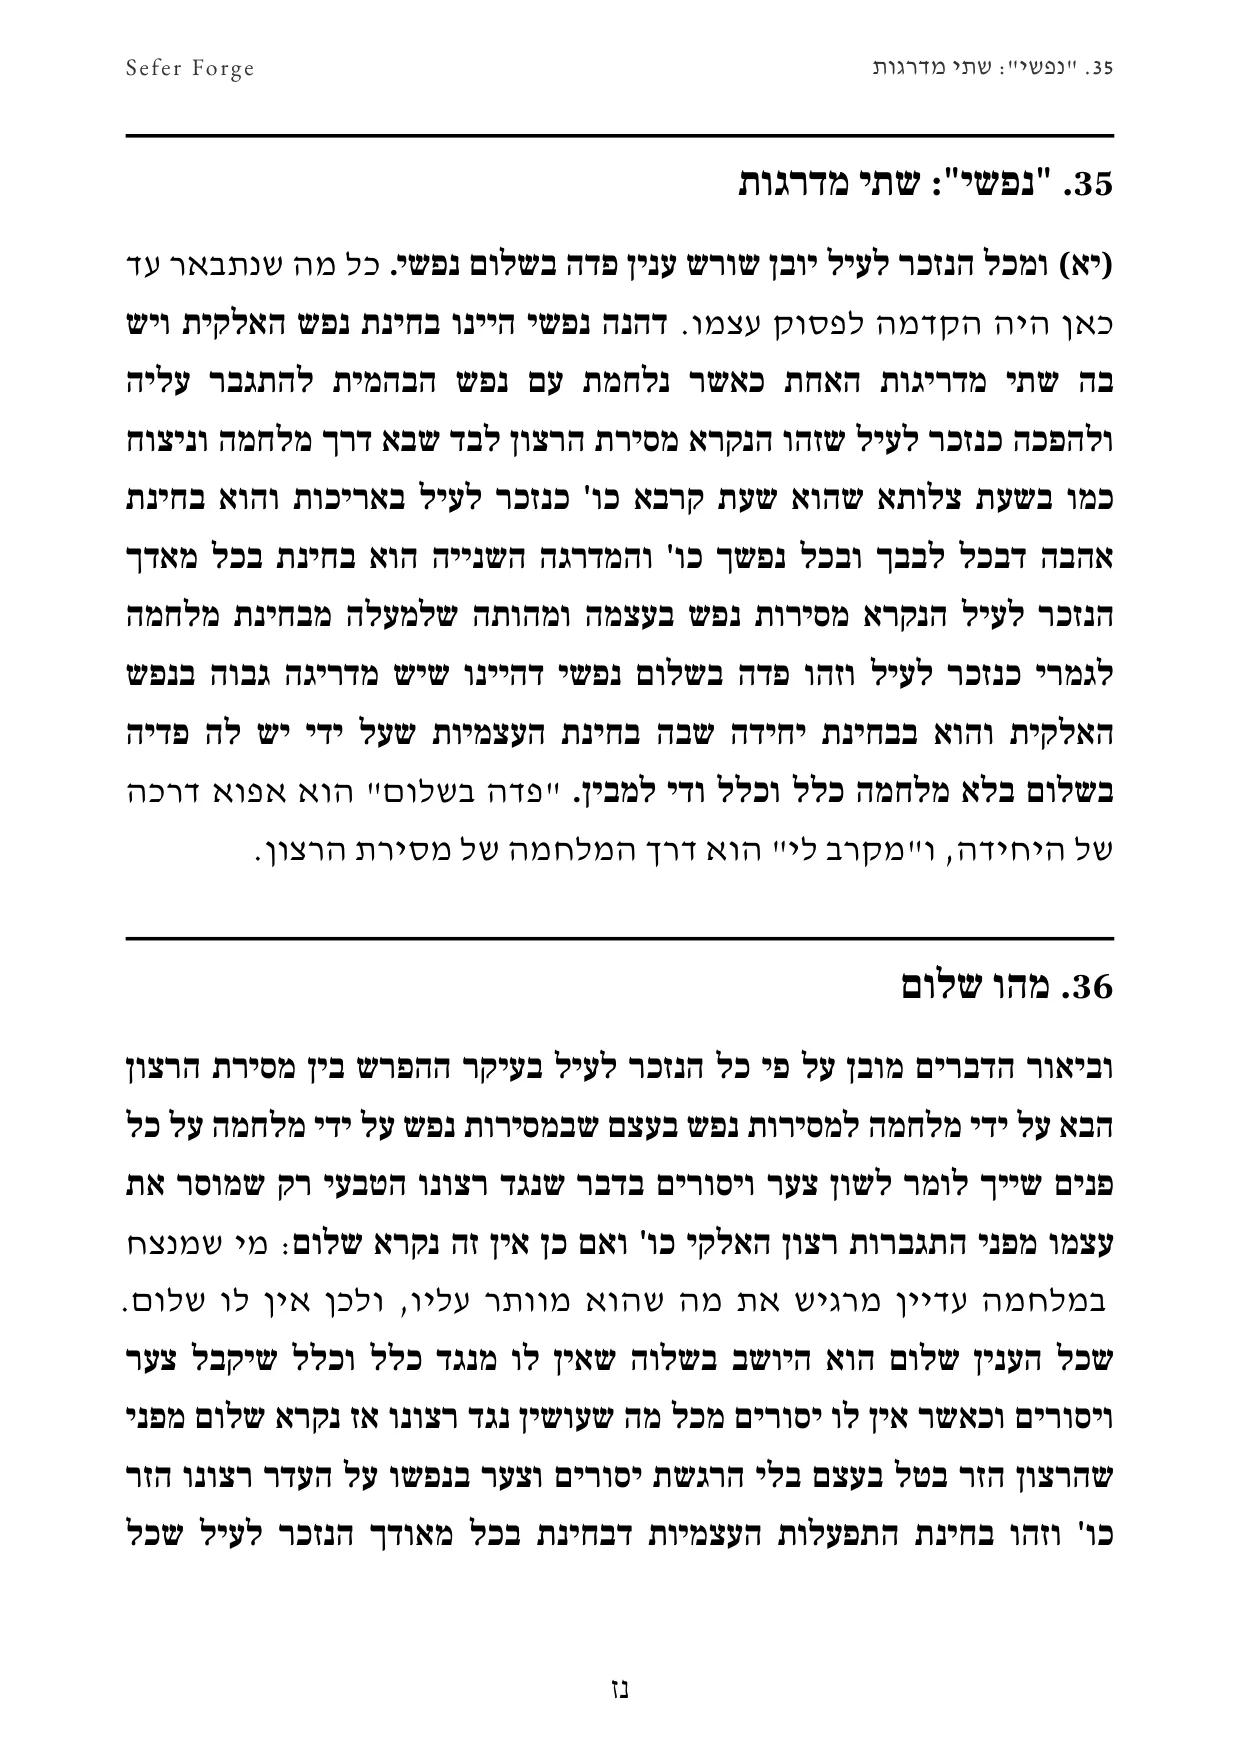 35. "נפשי": שתי מדרגות
Sefer Forge
35. "נפשי": שתי מדרגות
(יא) ומכל הנזכר לעיל יובן שורש ענין פדה בשלום נפשי. כל מה שנתבאר עד
כאן היה הקדמה לפסוק עצמו. דהנה נפשי היינו בחינת נפש האלקית ויש
בה שתי מדריגות האחת כאשר נלחמת עם נפש הבהמית להתגבר עליה
ולהפכה כנזכר לעיל שזהו הנקרא מסירת הרצון לבד שבא דרך מלחמה וניצוח
כמו בשעת צלותא שהוא שעת קרבא כו' כנזכר לעיל באריכות והוא בחינת
אהבה דבכל לבבך ובכל נפשך כו' והמדרגה השנייה הוא בחינת בכל מאדך
הנזכר לעיל הנקרא מסירות נפש בעצמה ומהותה שלמעלה מבחינת מלחמה
לגמרי כנזכר לעיל וזהו פדה בשלום נפשי דהיינו שיש מדריגה גבוה בנפש
האלקית והוא בבחינת יחידה שבה בחינת העצמיות שעל ידי יש לה פדיה
בשלום בלא מלחמה כלל וכלל ודי למבין. "פדה בשלום" הוא אפוא דרכה
של היחידה, ו"מקרב לי" הוא דרך המלחמה של מסירת הרצון.
36. מהו שלום
וביאור הדברים מובן על פי כל הנזכר לעיל בעיקר ההפרש בין מסירת הרצון
הבא על ידי מלחמה למסירות נפש בעצם שבמסירות נפש על ידי מלחמה על כל
פנים שייך לומר לשון צער ויסורים בדבר שנגד רצונו הטבעי רק שמוסר את
עצמו מפני התגברות רצון האלקי כו' ואם כן אין זה נקרא שלום: מי שמנצח
במלחמה עדיין מרגיש את מה שהוא מוותר עליו, ולכן אין לו שלום.
שכל הענין שלום הוא היושב בשלוה שאין לו מנגד כלל וכלל שיקבל צער
ויסורים וכאשר אין לו יסורים מכל מה שעושין נגד רצונו אז נקרא שלום מפני
שהרצון הזר בטל בעצם בלי הרגשת יסורים וצער בנפשו על העדר רצונו הזר
כו' וזהו בחינת התפעלות העצמיות דבחינת בכל מאודך הנזכר לעיל שכל
נז